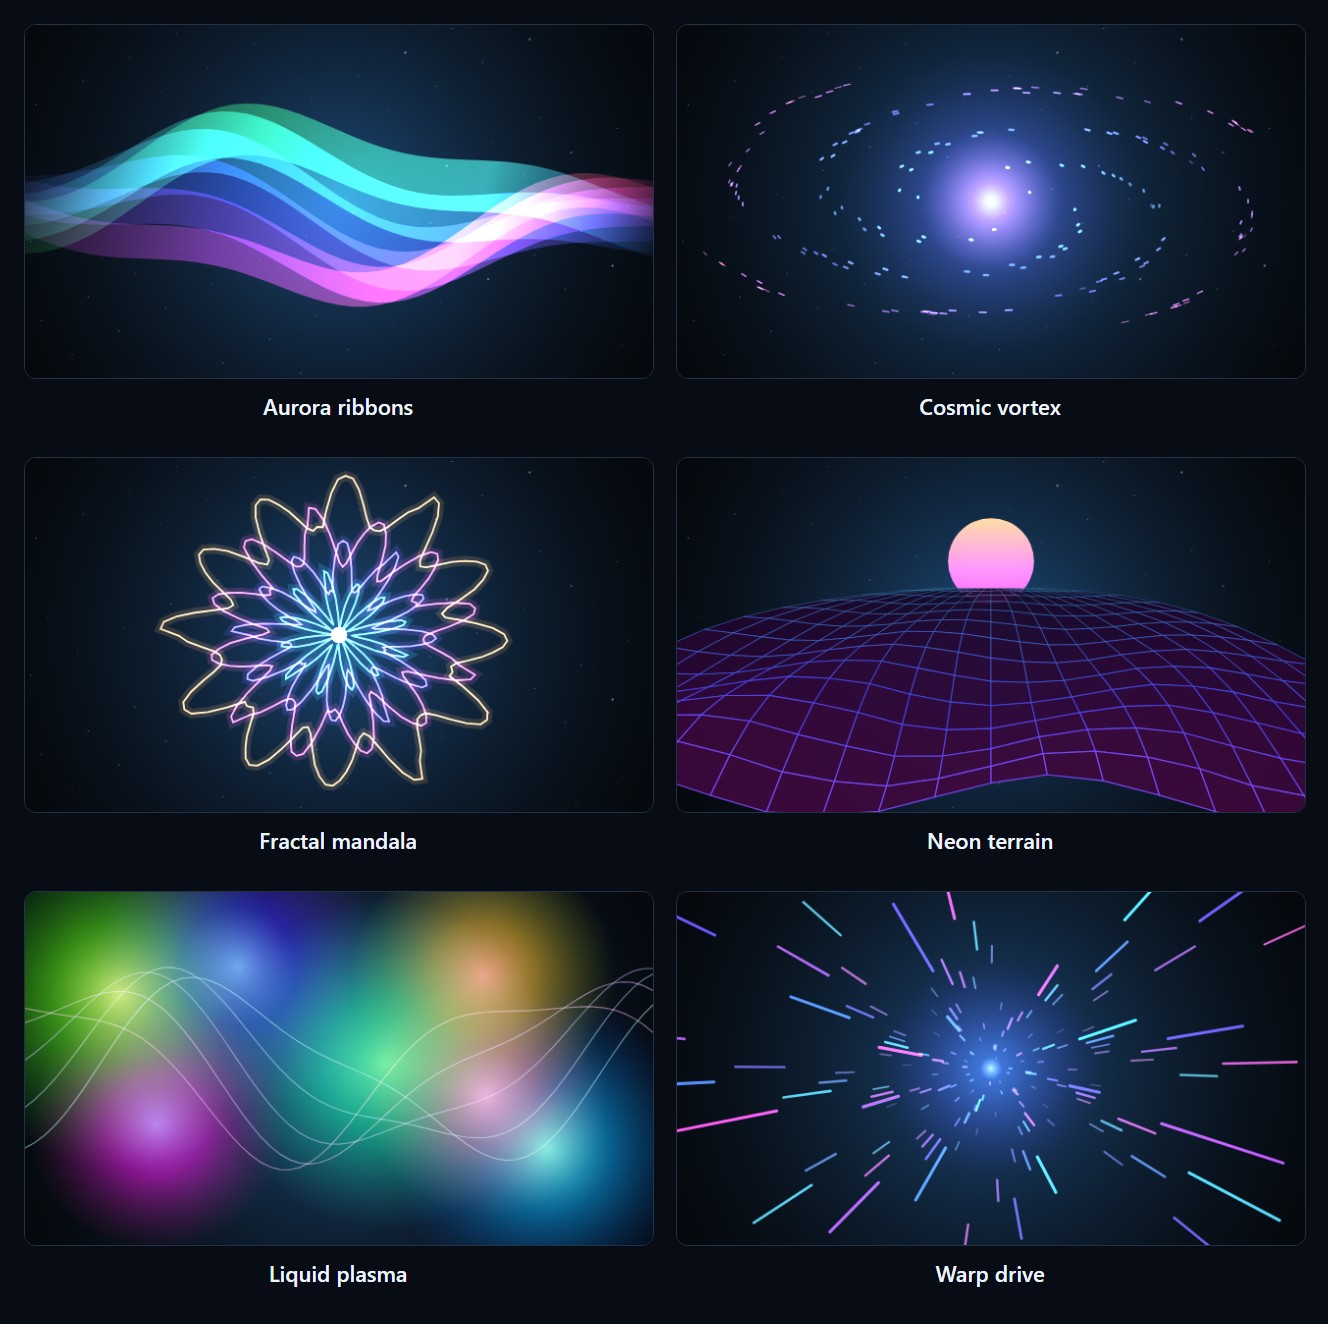 Aurora ribbons
Cosmic vortex
Fractal mandala
Neon terrain
Liquid plasma
Warp drive